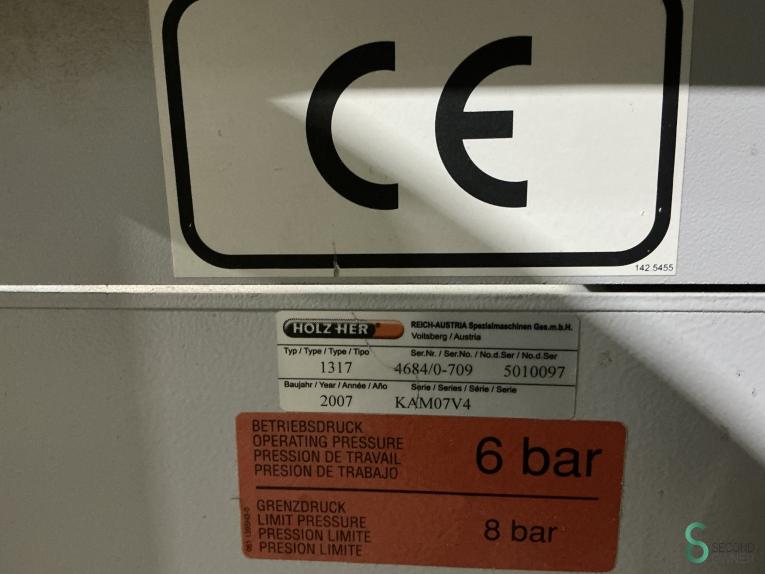 CE
142.5455
HOLZ-HER® REICH-AUSTRIA Spezialmaschinen Ges.m.b.H.
Voitsberg / Austria
Typ / Type / Type / Tipo Ser.Nr. / Ser.No. / No.d.Ser / No.d.Ser
1317 4684/0-709 5010097
Baujahr / Year / Année / Año Serie / Series / Série / Serie
2007 KAM07V4
BETRIEBSDRUCK
OPERATING PRESSURE
PRESSION DE TRAVAIL
PRESION DE TRABAJO
6 bar
GRENZDRUCK
LIMIT PRESSURE
PRESSION LIMITE
PRESION LIMITE
8 bar
SECOND
OWNER